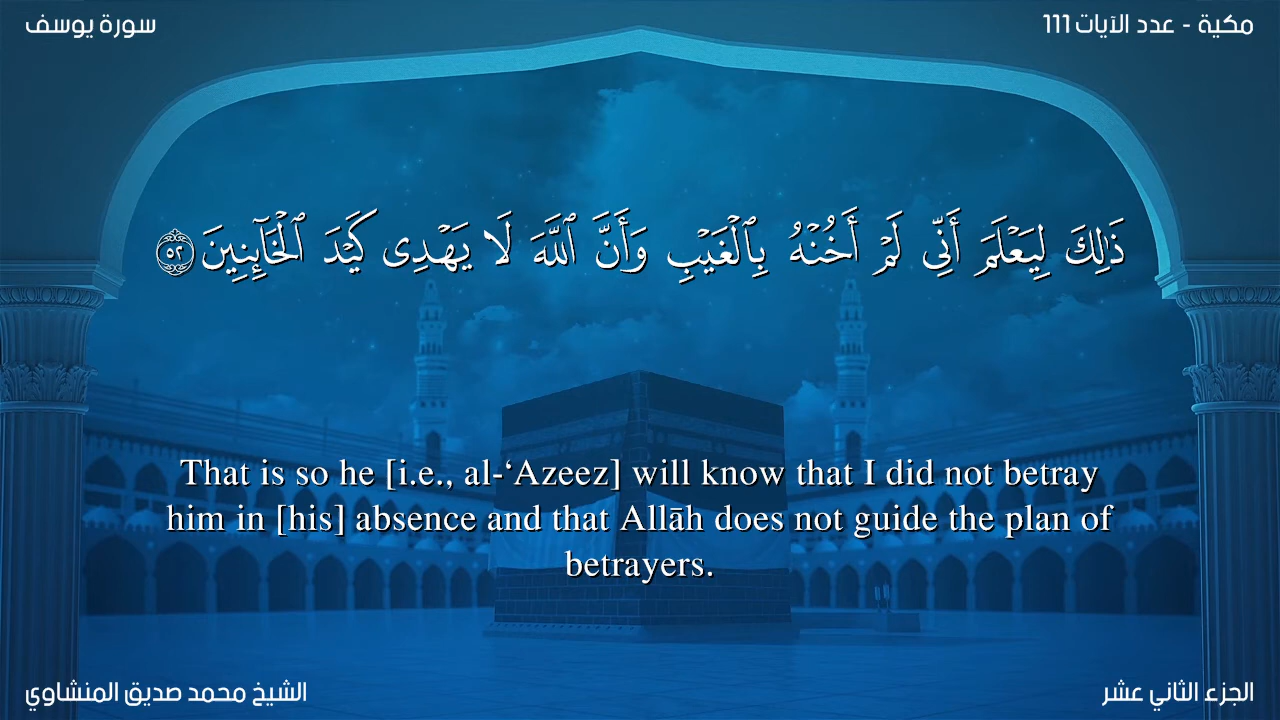 سورة يوسف
مكية - عدد الآيات 111
ذَٰلِكَ لِيَعْلَمَ أَنِّى لَمْ أَخُنْهُ بِٱلْغَيْبِ وَأَنَّ ٱللَّهَ لَا يَهْدِى كَيْدَ ٱلْخَآئِنِينَ ٥٢
That is so he [i.e., al-‘Azeez] will know that I did not betray
him in [his] absence and that Allāh does not guide the plan of
betrayers.
الشيخ محمد صديق المنشاوي
الجزء الثاني عشر